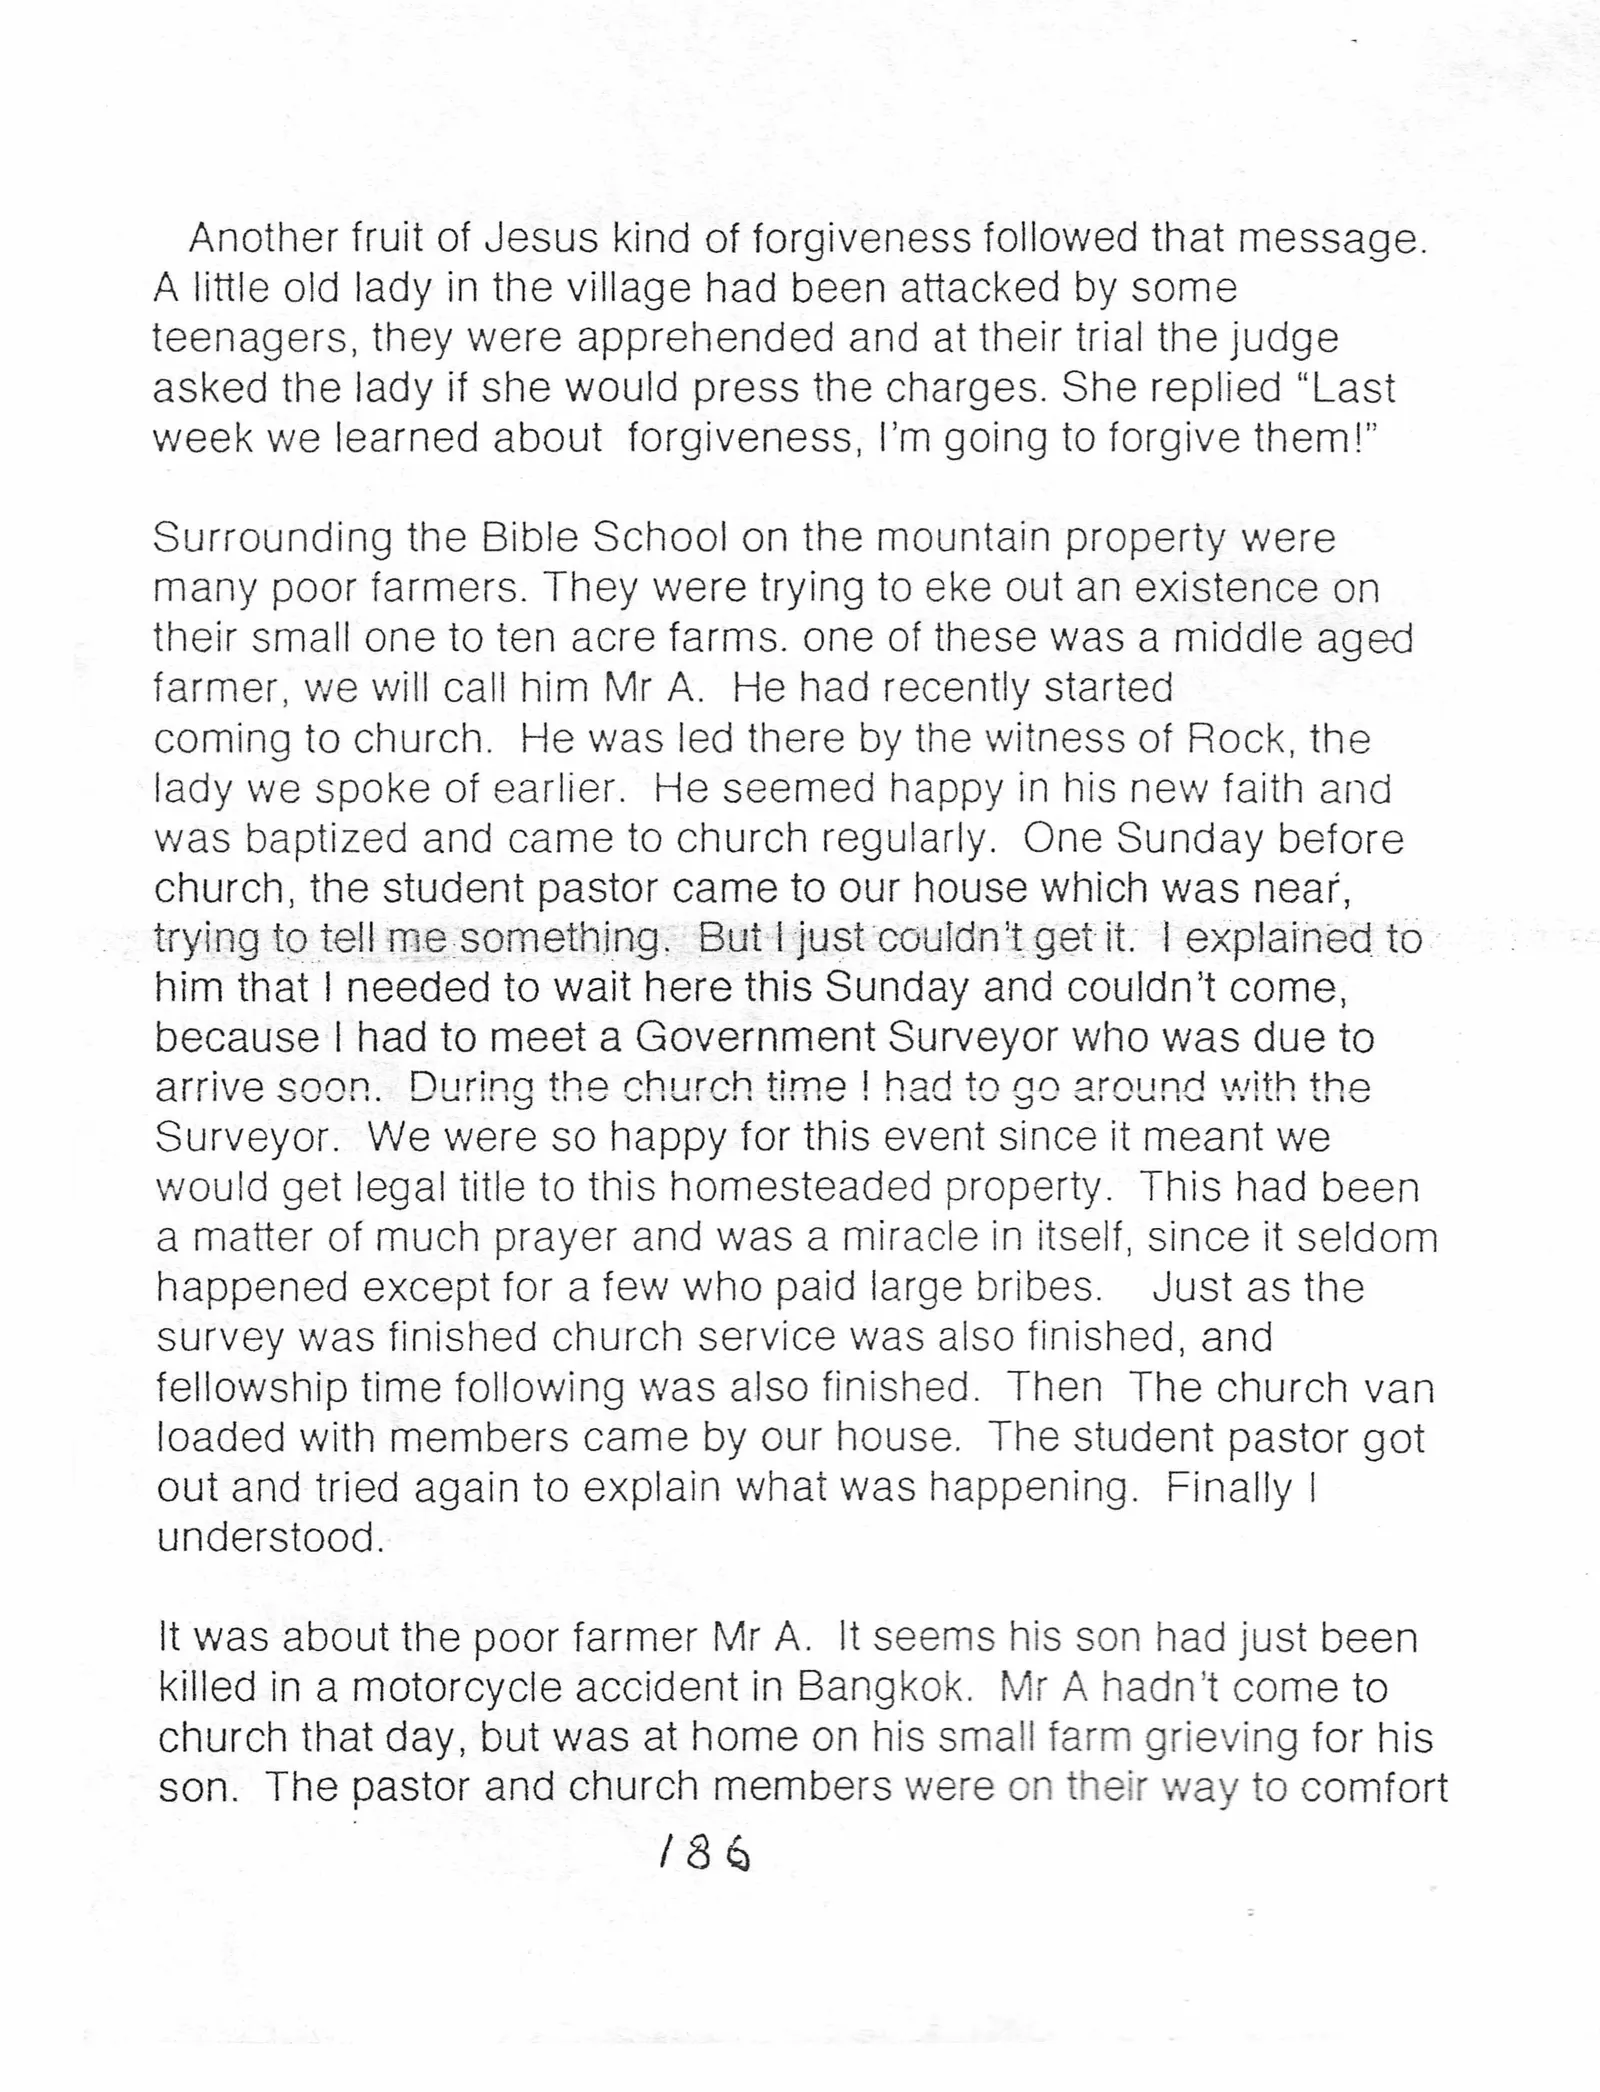 Another fruit of Jesus kind of forgiveness followed that message.
A little old lady in the village had been attacked by some
teenagers, they were apprehended and at their trial the judge
asked the lady if she would press the charges. She replied “Last
week we learned about forgiveness, I'm going to forgive them!”

Surrounding the Bible School on the mountain property were
many poor farmers. They were trying to eke out an existence on
their small one to ten acre farms. one of these was a middle aged
farmer, we will call him Mr A. He had recently started
coming to church. He was led there by the witness of Rock, the
lady we spoke of earlier. He seemed happy in his new faith and
was baptized and came to church regularly. One Sunday before
church, the student pastor came to our house which was near,
trying to tell me something. But I just couldn't get it. I explained to
him that I needed to wait here this Sunday and couldn't come,
because I had to meet a Government Surveyor who was due to
arrive soon. During the church time I had to go around with the
Surveyor. We were so happy for this event since it meant we
would get legal title to this homesteaded property. This had been
a matter of much prayer and was a miracle in itself, since it seldom
happened except for a few who paid large bribes. Just as the
survey was finished church service was also finished, and
fellowship time following was also finished. Then The church van
loaded with members came by our house. The student pastor got
out and tried again to explain what was happening. Finally I
understood.

It was about the poor farmer Mr A. It seems his son had just been
killed in a motorcycle accident in Bangkok. Mr A hadn't come to
church that day, but was at home on his small farm grieving for his
son. The pastor and church members were on their way to comfort
186